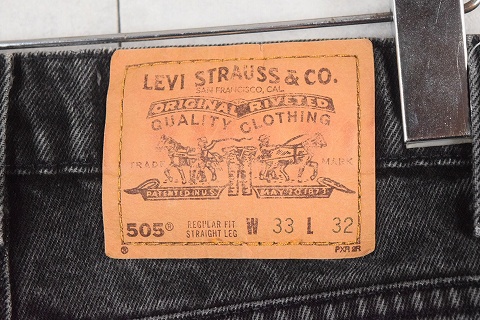 LEVI STRAUSS & CO.
SAN FRANCISCO, CAL.
ORIGINAL RIVETED
QUALITY CLOTHING
TRADE MARK
PATENTED IN U.S. MAY 20 1873
505® REGULAR FIT STRAIGHT LEG W 33 L 32
®